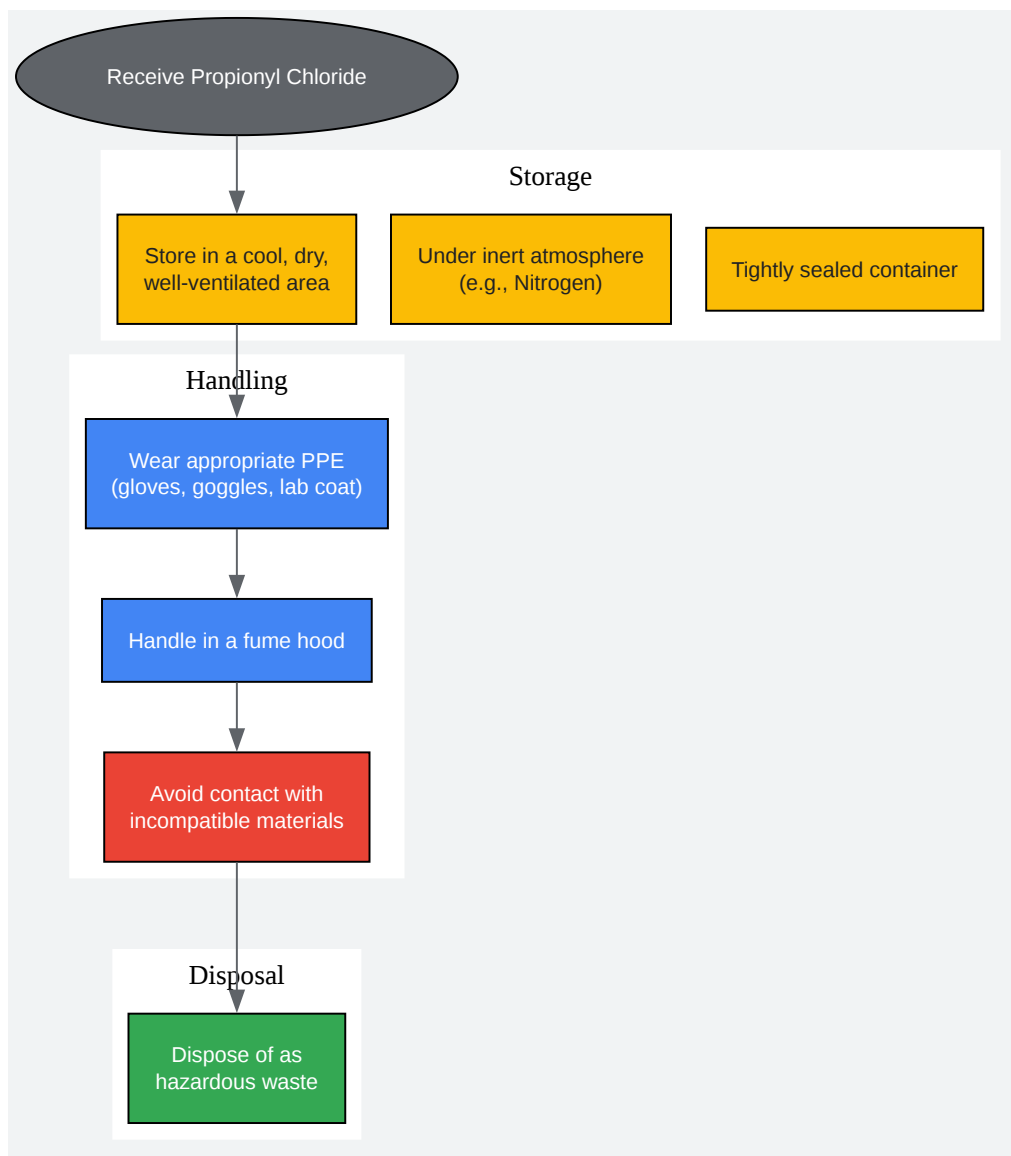 Receive Propionyl Chloride
Storage
Store in a cool, dry,
well-ventilated area
Under inert atmosphere
(e.g., Nitrogen)
Tightly sealed container
Handling
Wear appropriate PPE
(gloves, goggles, lab coat)
Handle in a fume hood
Avoid contact with
incompatible materials
Disposal
Dispose of as
hazardous waste